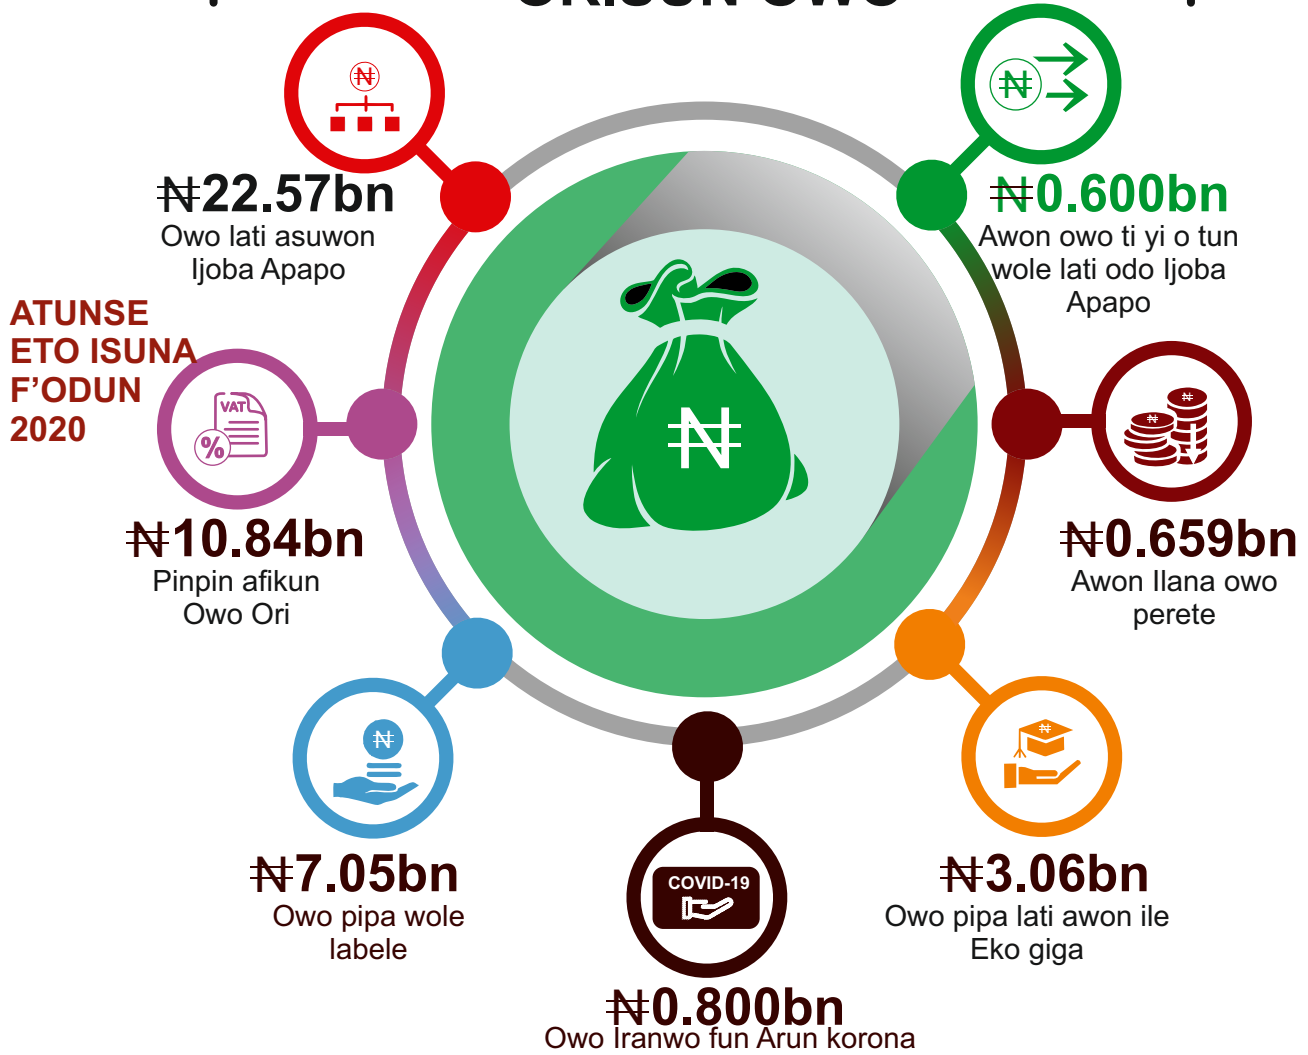 ORISUN OWO
₦
₦22.57bn
Owo lati asuwon
Ijoba Apapo
₦
₦0.600bn
Awon owo ti yi o tun
wole lati odo Ijoba
Apapo
ATUNSE
ETO ISUNA
F'ODUN
2020
VAT
%
₦10.84bn
Pinpin afikun
Owo Ori
₦
₦
₦
₦0.659bn
Awon Ilana owo
perete
₦
₦7.05bn
Owo pipa wole
labele
COVID-19
₦0.800bn
Owo Iranwo fun Arun korona
₦
₦3.06bn
Owo pipa lati awon ile
Eko giga